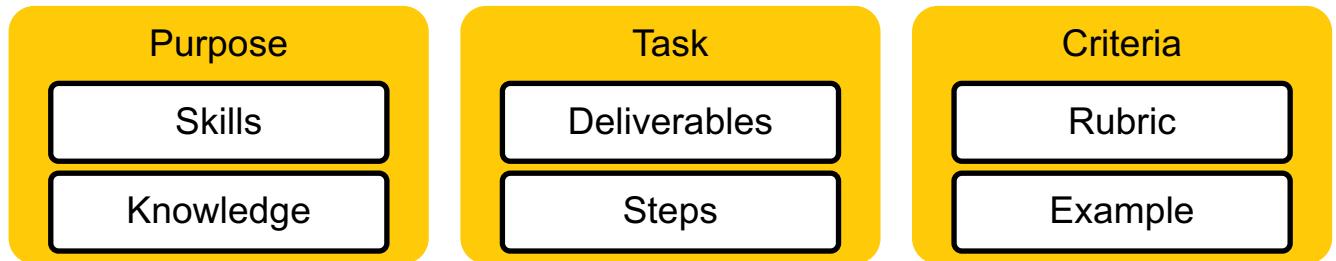 Purpose
Skills
Knowledge
Task
Deliverables
Steps
Criteria
Rubric
Example